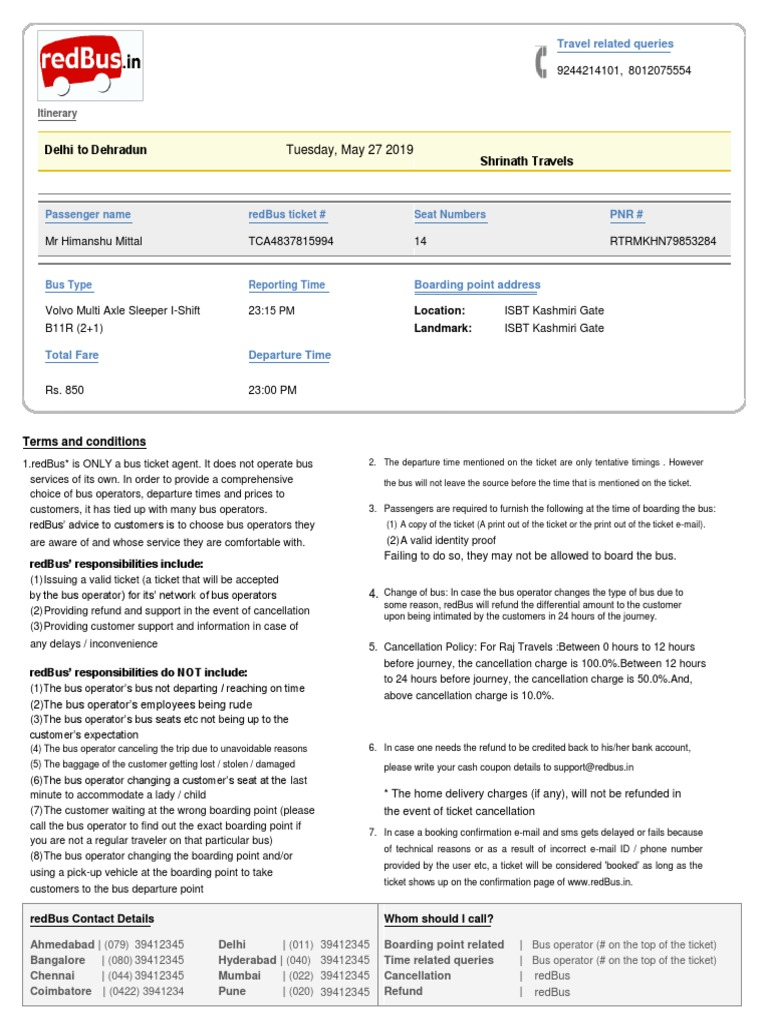 redBus.in
Travel related queries
9244214101, 8012075554
Itinerary
Delhi to Dehradun Tuesday, May 27 2019 Shrinath Travels
Passenger name redBus ticket # Seat Numbers PNR #
Mr Himanshu Mittal TCA4837815994 14 RTRMKHN79853284
Bus Type Reporting Time Boarding point address
Volvo Multi Axle Sleeper I-Shift 23:15 PM Location: ISBT Kashmiri Gate
B11R (2+1) Landmark: ISBT Kashmiri Gate
Total Fare Departure Time
Rs. 850 23:00 PM
Terms and conditions
1.redBus* is ONLY a bus ticket agent. It does not operate bus
services of its own. In order to provide a comprehensive
choice of bus operators, departure times and prices to
customers, it has tied up with many bus operators.
redBus' advice to customers is to choose bus operators they
are aware of and whose service they are comfortable with.
redBus' responsibilities include:
(1)Issuing a valid ticket (a ticket that will be accepted
by the bus operator) for its' network of bus operators
(2)Providing refund and support in the event of cancellation
(3)Providing customer support and information in case of
any delays / inconvenience
redBus' responsibilities do NOT include:
(1)The bus operator's bus not departing / reaching on time
(2)The bus operator's employees being rude
(3)The bus operator's bus seats etc not being up to the
customer's expectation
(4) The bus operator canceling the trip due to unavoidable reasons
(5) The baggage of the customer getting lost / stolen / damaged
(6)The bus operator changing a customer's seat at the last
minute to accommodate a lady / child
(7)The customer waiting at the wrong boarding point (please
call the bus operator to find out the exact boarding point if
you are not a regular traveler on that particular bus)
(8)The bus operator changing the boarding point and/or
using a pick-up vehicle at the boarding point to take
customers to the bus departure point
2. The departure time mentioned on the ticket are only tentative timings . However
the bus will not leave the source before the time that is mentioned on the ticket.
3. Passengers are required to furnish the following at the time of boarding the bus:
(1) A copy of the ticket (A print out of the ticket or the print out of the ticket e-mail).
(2)A valid identity proof
Failing to do so, they may not be allowed to board the bus.
4. Change of bus: In case the bus operator changes the type of bus due to
some reason, redBus will refund the differential amount to the customer
upon being intimated by the customers in 24 hours of the journey.
5. Cancellation Policy: For Raj Travels :Between 0 hours to 12 hours
before journey, the cancellation charge is 100.0%.Between 12 hours
to 24 hours before journey, the cancellation charge is 50.0%.And,
above cancellation charge is 10.0%.
6. In case one needs the refund to be credited back to his/her bank account,
please write your cash coupon details to support@redbus.in
* The home delivery charges (if any), will not be refunded in
the event of ticket cancellation
7. In case a booking confirmation e-mail and sms gets delayed or fails because
of technical reasons or as a result of incorrect e-mail ID / phone number
provided by the user etc, a ticket will be considered 'booked' as long as the
ticket shows up on the confirmation page of www.redBus.in.
redBus Contact Details
Ahmedabad | (079) 39412345 Delhi | (011) 39412345
Bangalore | (080) 39412345 Hyderabad | (040) 39412345
Chennai | (044) 39412345 Mumbai | (022) 39412345
Coimbatore | (0422) 3941234 Pune | (020) 39412345
Whom should I call?
Boarding point related | Bus operator (# on the top of the ticket)
Time related queries | Bus operator (# on the top of the ticket)
Cancellation | redBus
Refund | redBus